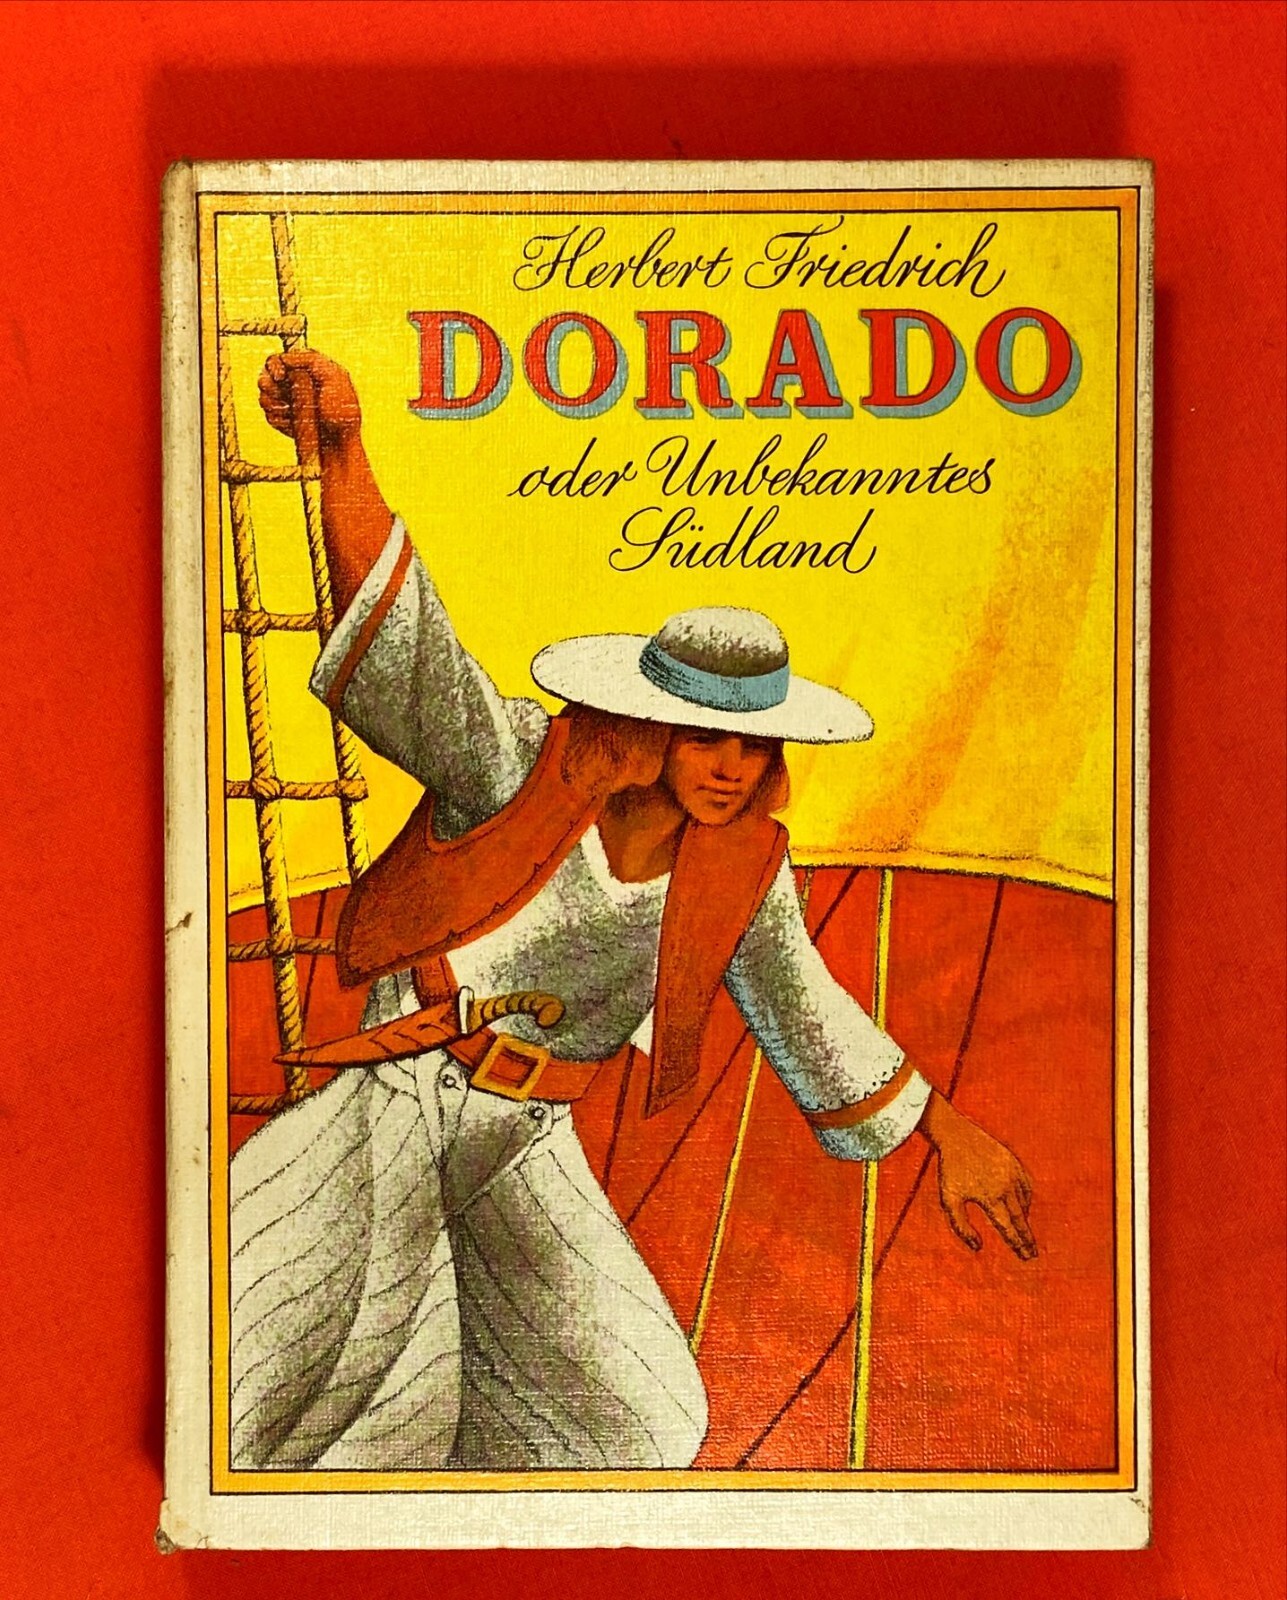 Herbert Friedrich
DORADO
oder Unbekanntes
Südland